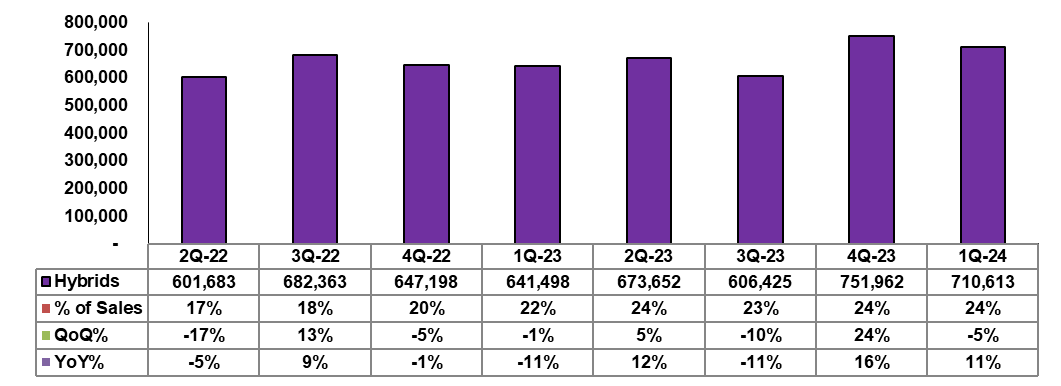 800,000
700,000
600,000
500,000
400,000
300,000
200,000
100,000
-
2Q-22 3Q-22 4Q-22 1Q-23 2Q-23 3Q-23 4Q-23 1Q-24
Hybrids 601,683 682,363 647,198 641,498 673,652 606,425 751,962 710,613
% of Sales 17% 18% 20% 22% 24% 23% 24% 24%
QoQ% -17% 13% -5% -1% 5% -10% 24% -5%
YoY% -5% 9% -1% -11% 12% -11% 16% 11%